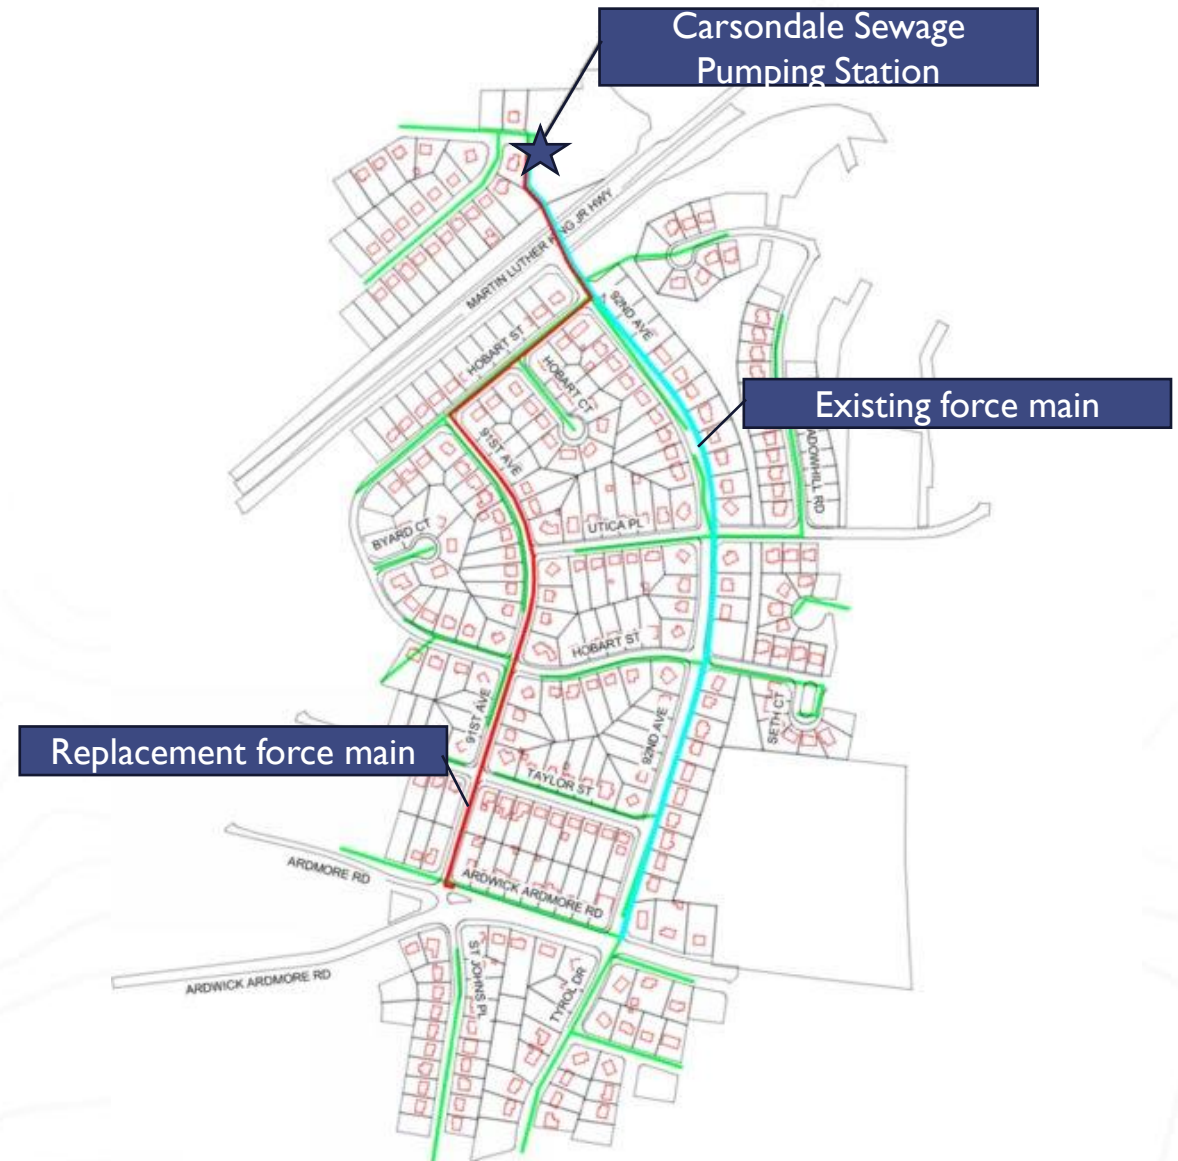 Carsondale Sewage
Pumping Station
MARTIN LUTHER KING JR HWY
92ND AVE
HOBART ST
HOBART CT
Existing force main
91ST AVE
ADOWHILL RD
UTICA PL
BYARD CT
HOBART ST
91ST AVE
92ND AVE
SETH CT
Replacement force main
TAYLOR ST
ARDMORE RD
ARDWICK ARDMORE RD
ST JOHNS PL
ARDWICK ARDMORE RD
TYROL DR